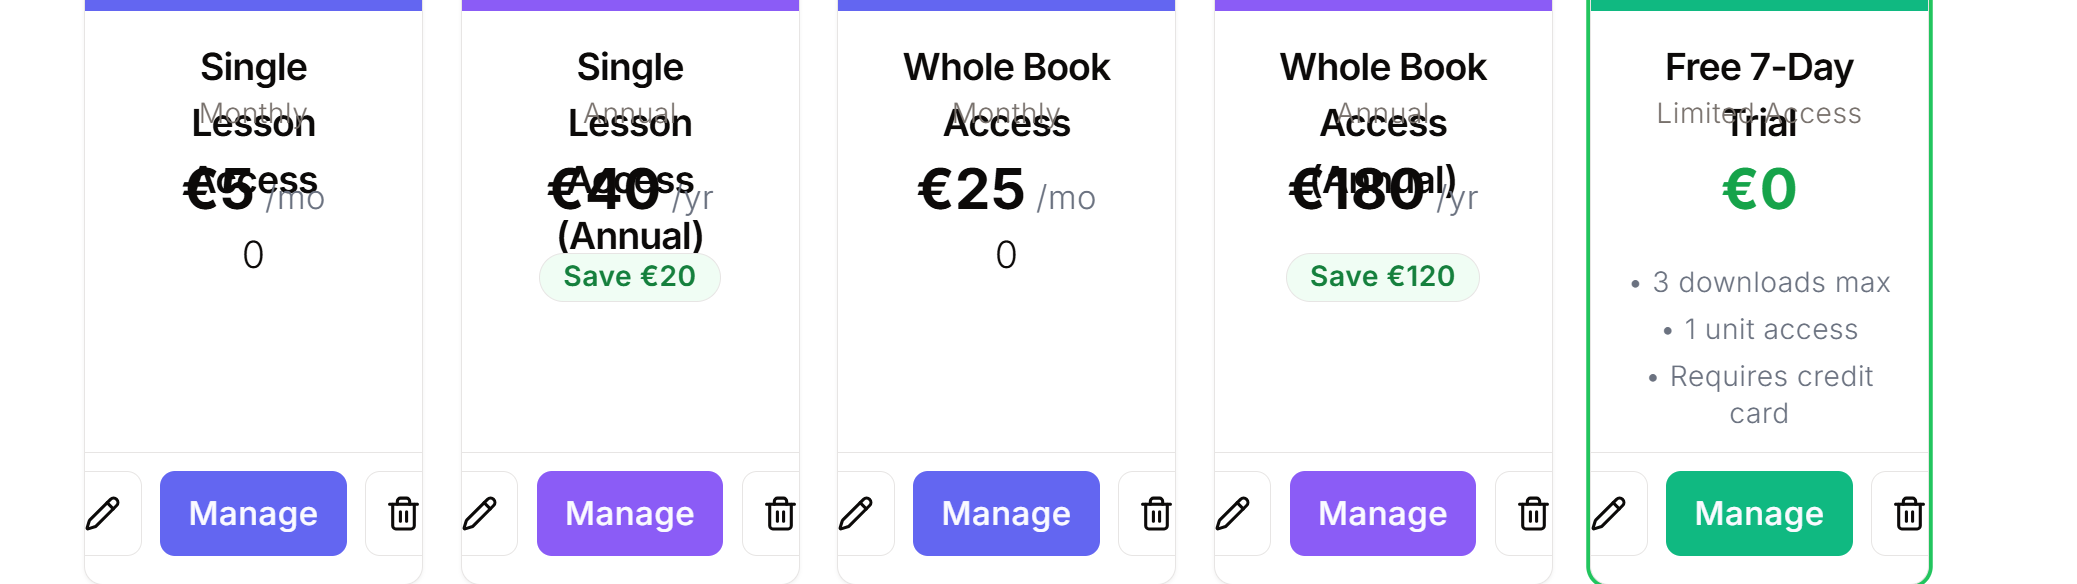 Single
Lesson
Access
Monthly
€5 /mo
0
Manage
Single
Lesson
Access
(Annual)
Annual
€40 /yr
Save €20
Manage
Whole Book
Access
Monthly
€25 /mo
0
Manage
Whole Book
Access
(Annual)
Annual
€180 /yr
Save €120
Manage
Free 7-Day
Trial
Limited Access
€0
• 3 downloads max
• 1 unit access
• Requires credit
card
Manage